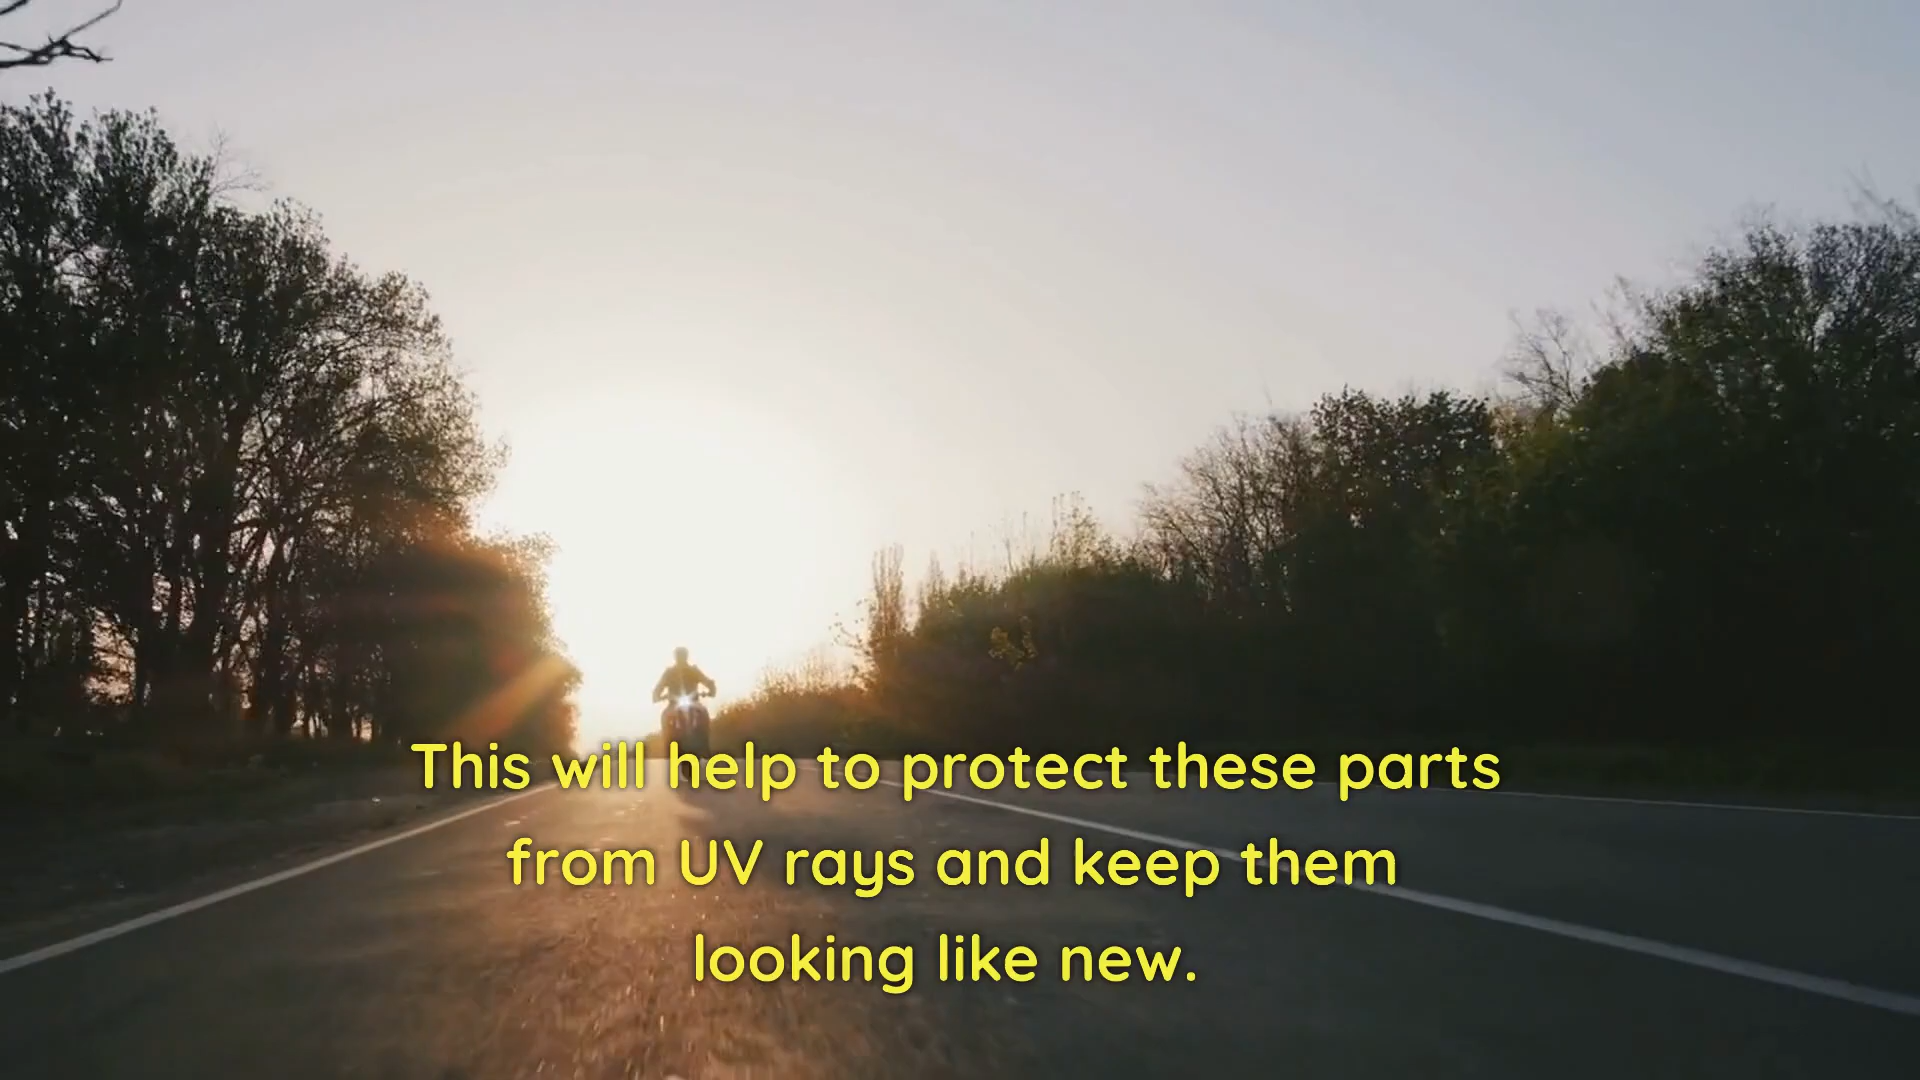 This will help to protect these parts
from UV rays and keep them
looking like new.